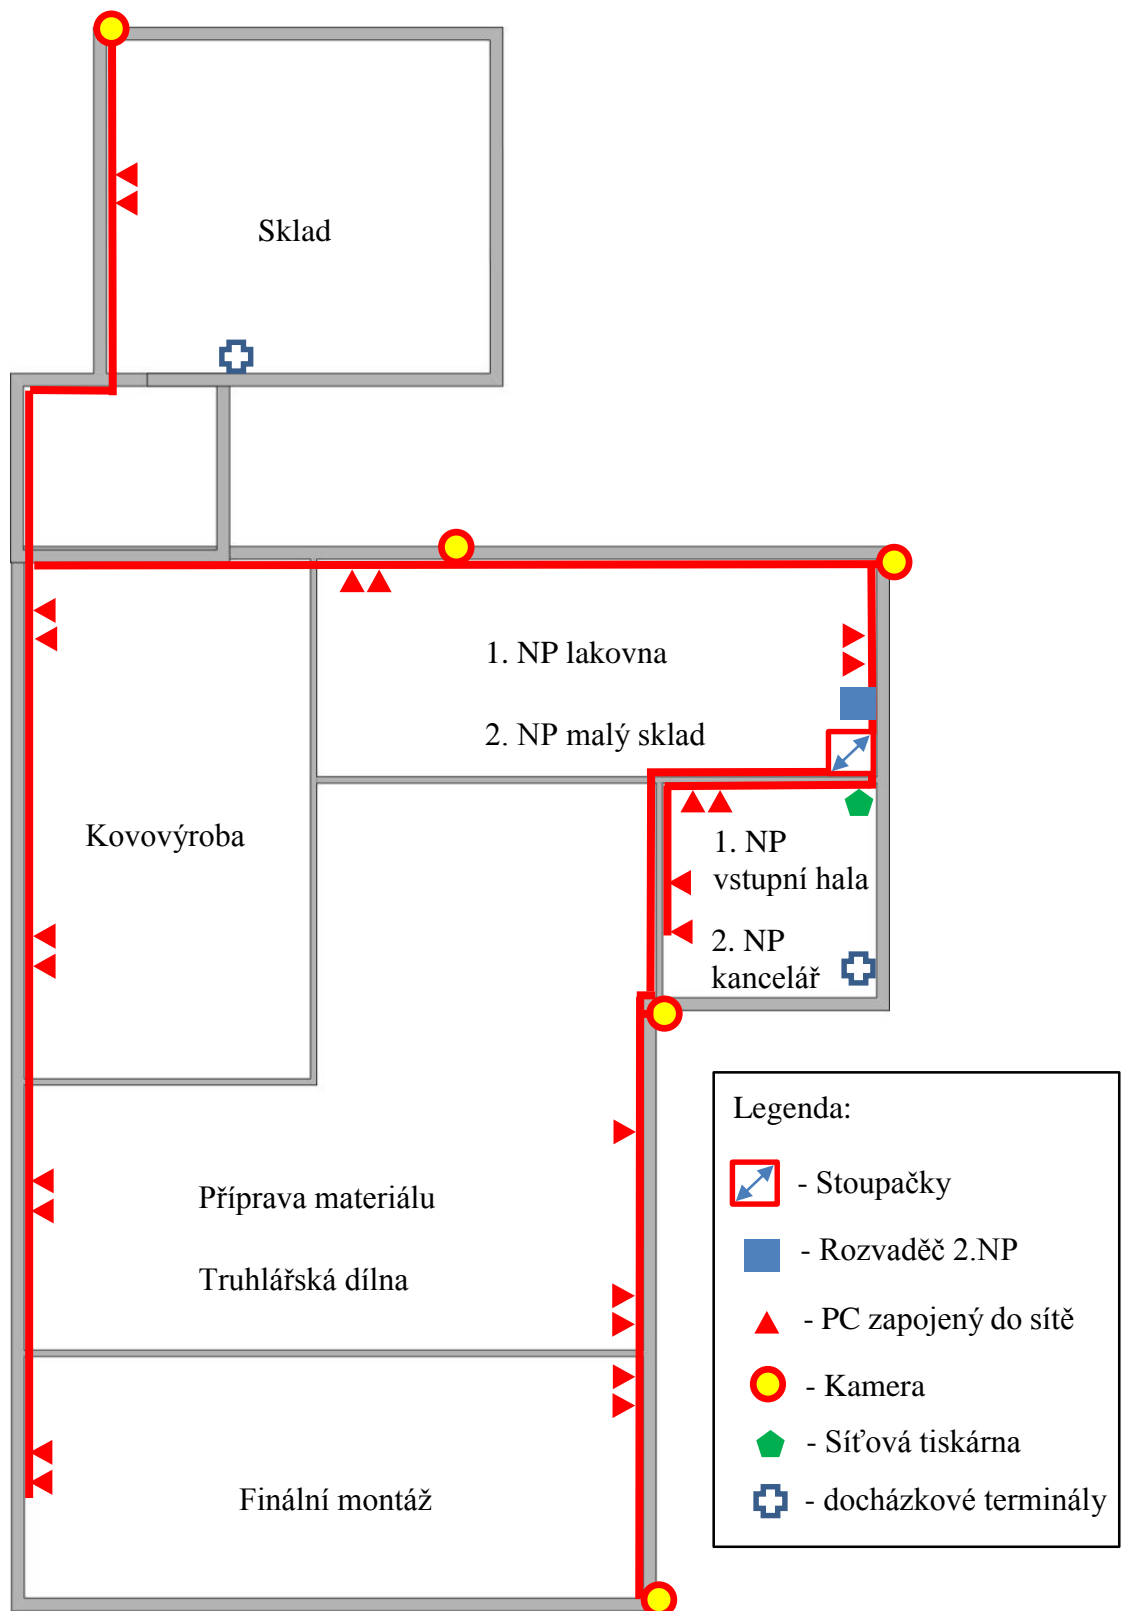 Sklad
1. NP lakovna
2. NP malý sklad
Kovovýroba
1. NP
vstupní hala
2. NP
kancelář
Příprava materiálu
Truhlářská dílna
Finální montáž
Legenda:
- Stoupačky
- Rozvaděč 2.NP
- PC zapojený do sítě
- Kamera
- Síťová tiskárna
- docházkové terminály